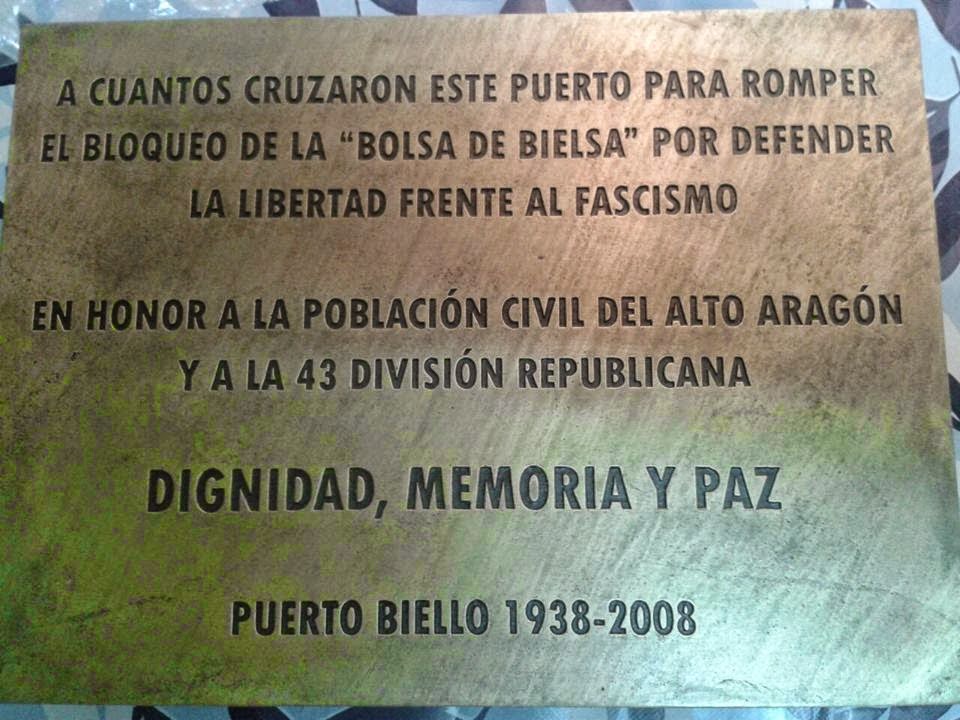 A CUANTOS CRUZARON ESTE PUERTO PARA ROMPER
EL BLOQUEO DE LA “BOLSA DE BIELSA” POR DEFENDER
LA LIBERTAD FRENTE AL FASCISMO
EN HONOR A LA POBLACIÓN CIVIL DEL ALTO ARAGÓN
Y A LA 43 DIVISIÓN REPUBLICANA
DIGNIDAD, MEMORIA Y PAZ
PUERTO BIELLO 1938-2008